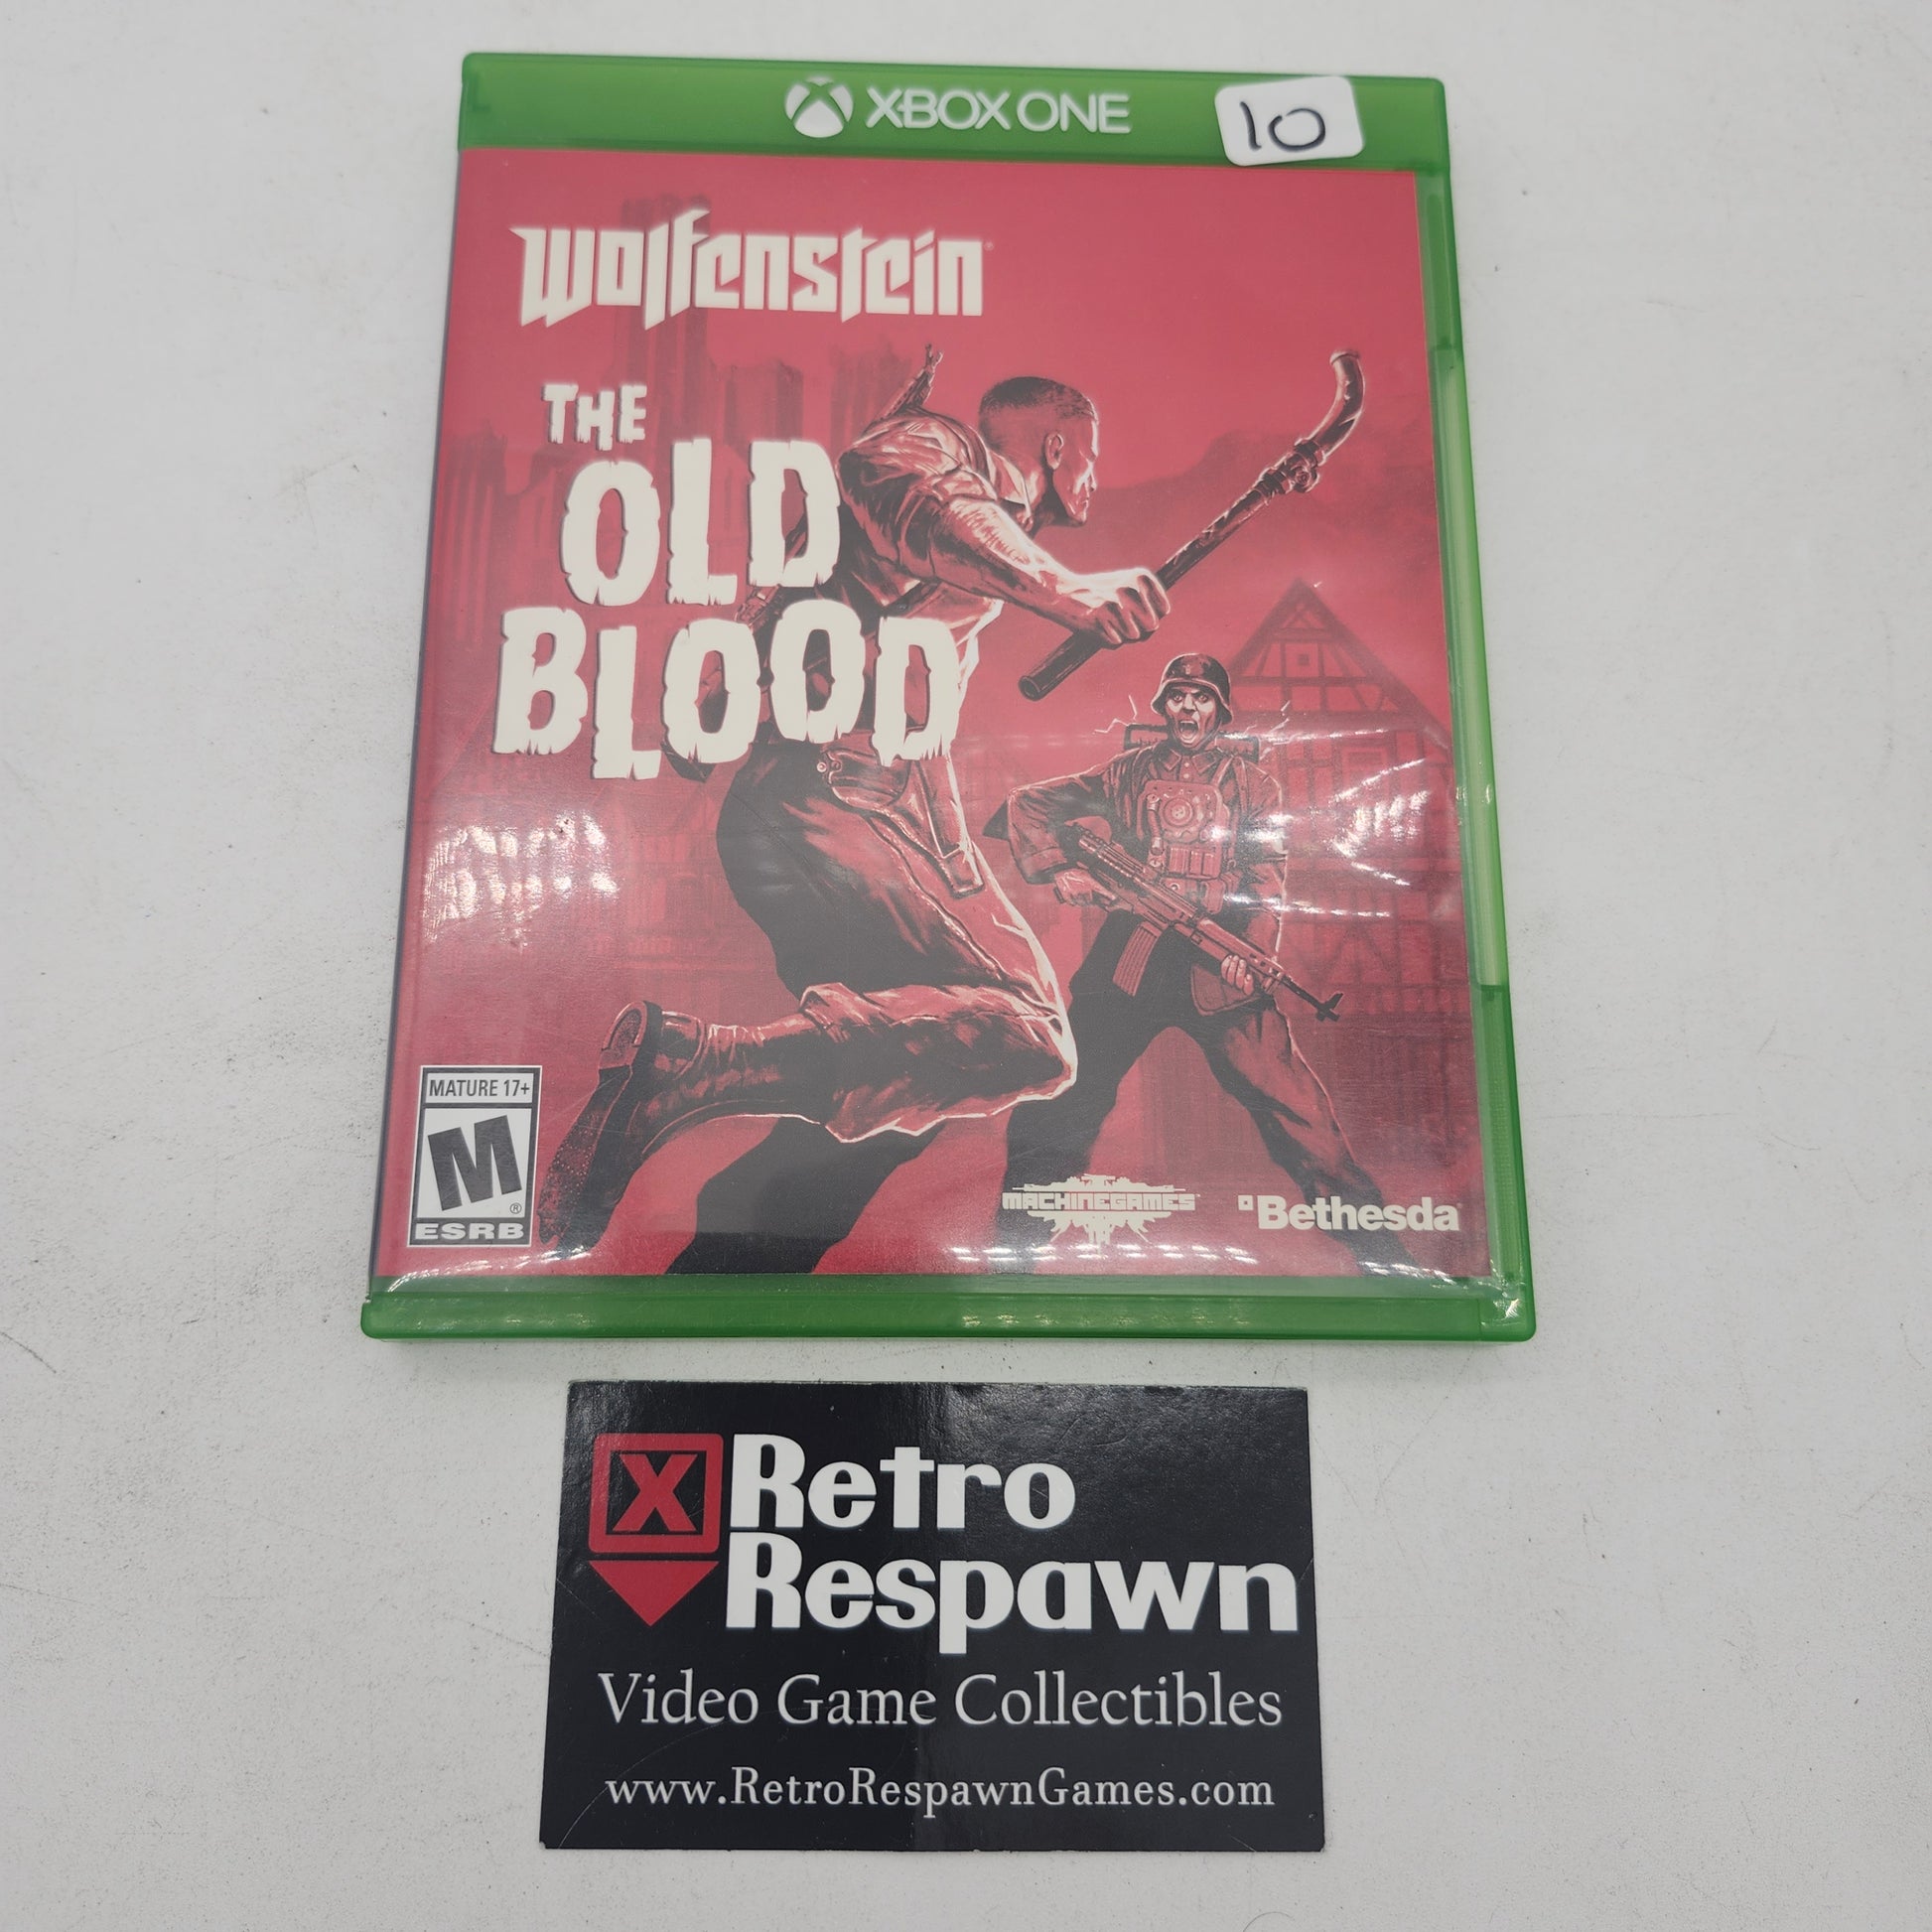 XBOX ONE
10
Wolfenstein
THE
OLD
BLOOD
MATURE 17+
M
®
ESRB
MACHINEGAMES
Bethesda
X
Retro
Respawn
Video Game Collectibles
www.RetroRespawnGames.com